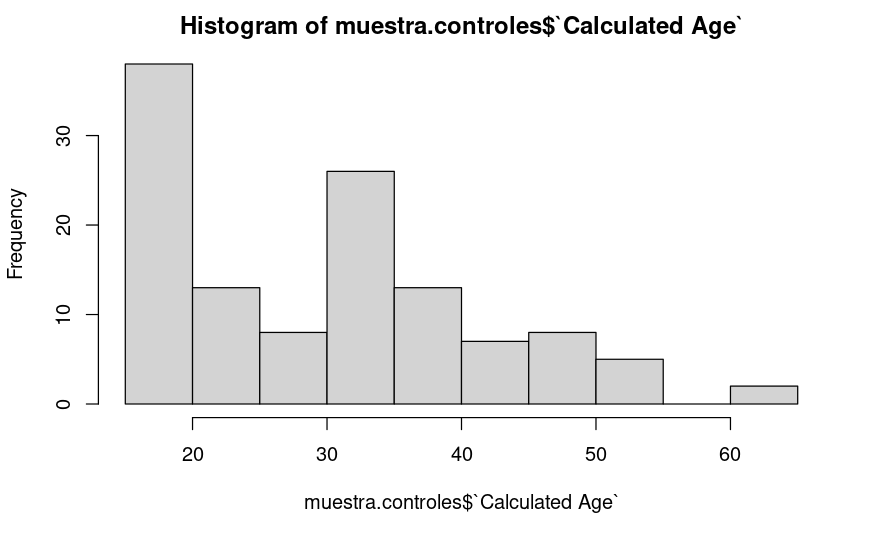 Histogram of muestra.controles$`Calculated Age`
Frequency
30
20
10
0
20 30 40 50 60
muestra.controles$`Calculated Age`